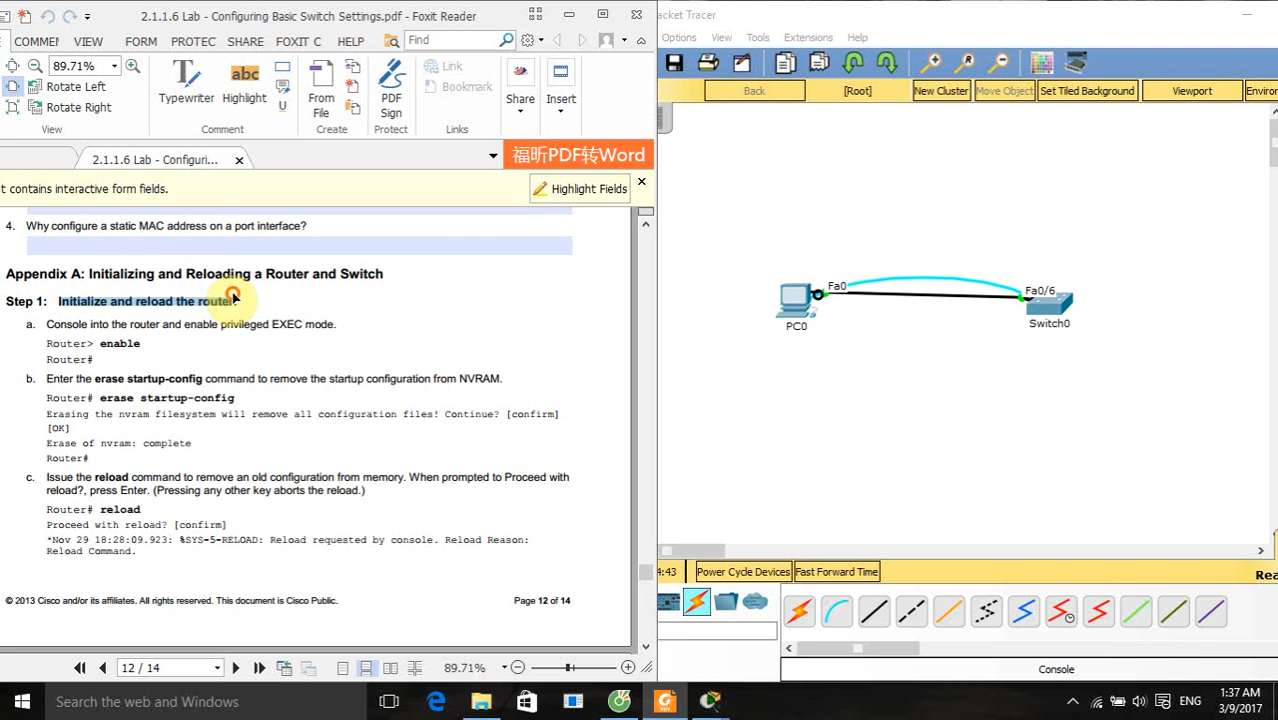 2.1.1.6 Lab - Configuring Basic Switch Settings.pdf - Foxit Reader
COMMEN VIEW FORM PROTEC SHARE FOXIT C HELP Find
89.71%
Rotate Left
Rotate Right
View
Typewriter
Highlight
Comment
From
File
Create
PDF
Sign
Protect
Link
Bookmark
Links
Share
Insert
2.1.1.6 Lab - Configuri...
福昕PDF转Word
t contains interactive form fields.
Highlight Fields
4. Why configure a static MAC address on a port interface?
Appendix A: Initializing and Reloading a Router and Switch
Step 1: Initialize and reload the router.
a. Console into the router and enable privileged EXEC mode.
Router> enable
Router#
b. Enter the erase startup-config command to remove the startup configuration from NVRAM.
Router# erase startup-config
Erasing the nvram filesystem will remove all configuration files! Continue? [confirm]
[OK]
Erase of nvram: complete
Router#
c. Issue the reload command to remove an old configuration from memory. When prompted to Proceed with
reload?, press Enter. (Pressing any other key aborts the reload.)
Router# reload
Proceed with reload? [confirm]
*Nov 29 18:28:09.923: %SYS-5-RELOAD: Reload requested by console. Reload Reason:
Reload Command.
© 2013 Cisco and/or its affiliates. All rights reserved. This document is Cisco Public. Page 12 of 14
12 / 14
89.71%
acket Tracer
Options View Tools Extensions Help
Back [Root] New Cluster Move Object Set Tiled Background Viewport Enviror
Fa0
Fa0/6
PC0
Switch0
4:43 Power Cycle Devices Fast Forward Time
Rea
Console
Search the web and Windows
ENG
1:37 AM
3/9/2017